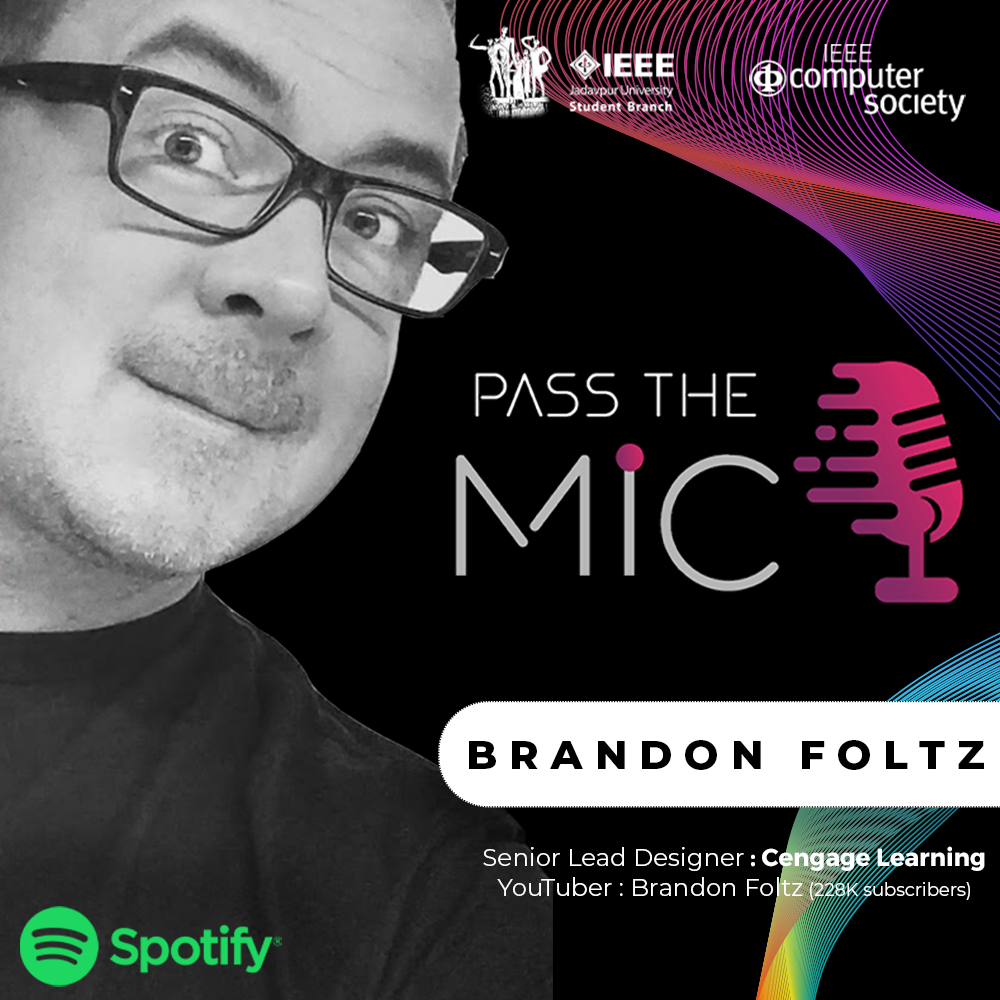 IEEE
Jadavpur University
Student Branch
IEEE
computer
society
PASS THE
MiC
BRANDON FOLTZ
Senior Lead Designer : Cengage Learning
YouTuber : Brandon Foltz (228K subscribers)
Spotify®